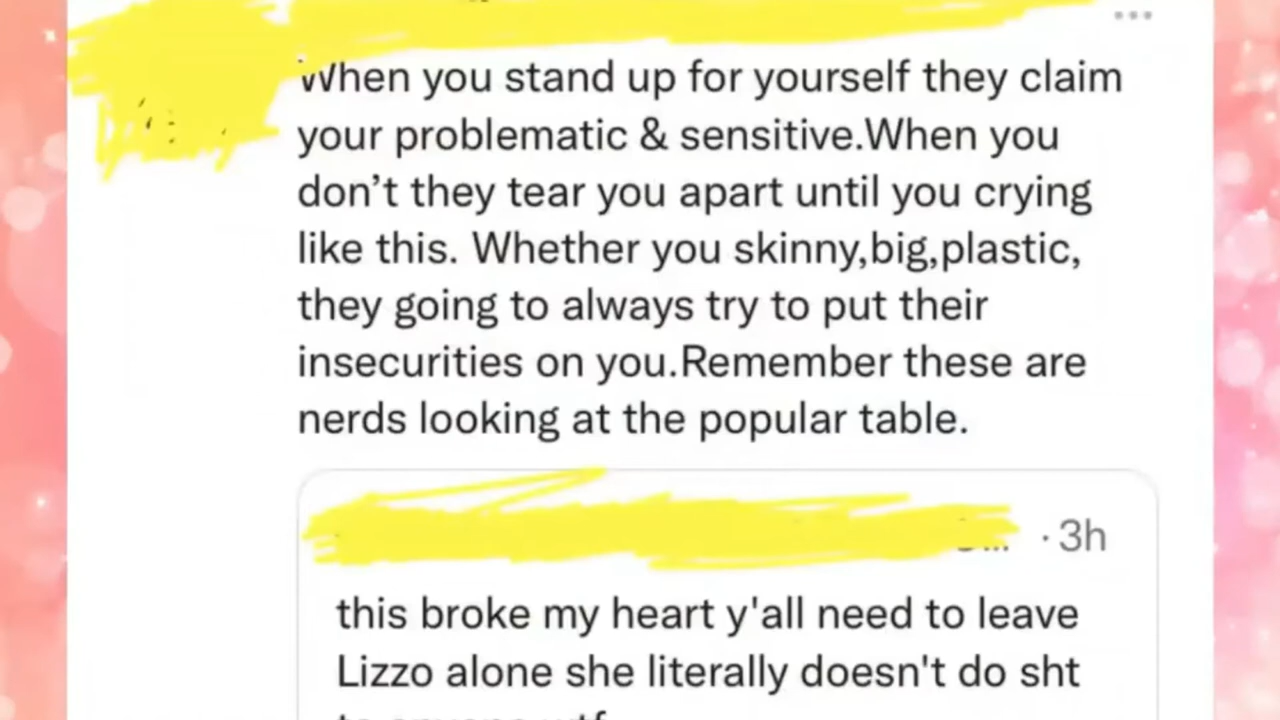 When you stand up for yourself they claim
your problematic & sensitive.When you
don’t they tear you apart until you crying
like this. Whether you skinny,big,plastic,
they going to always try to put their
insecurities on you.Remember these are
nerds looking at the popular table.
· 3h
this broke my heart y'all need to leave
Lizzo alone she literally doesn't do sht